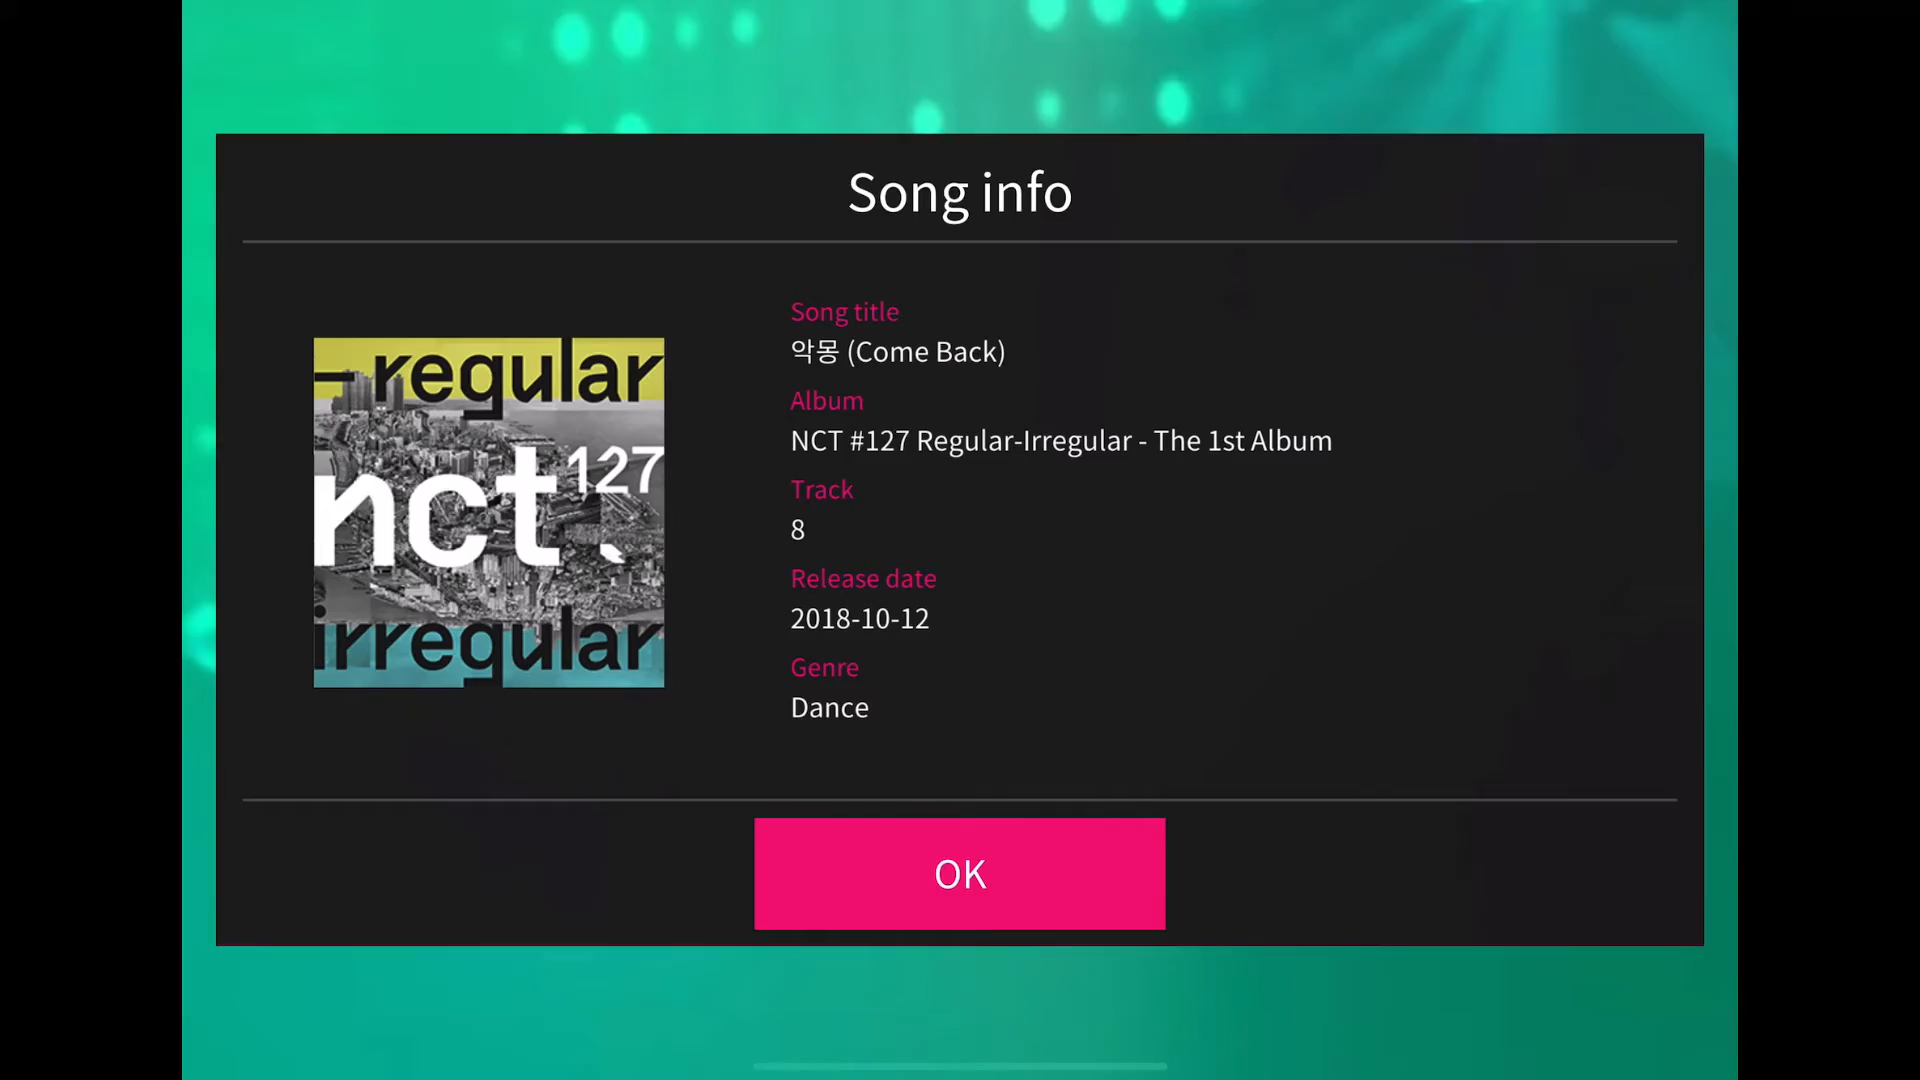 Song info
regular
nct 127
irregular
Song title
악몽 (Come Back)
Album
NCT #127 Regular-Irregular - The 1st Album
Track
8
Release date
2018-10-12
Genre
Dance
OK